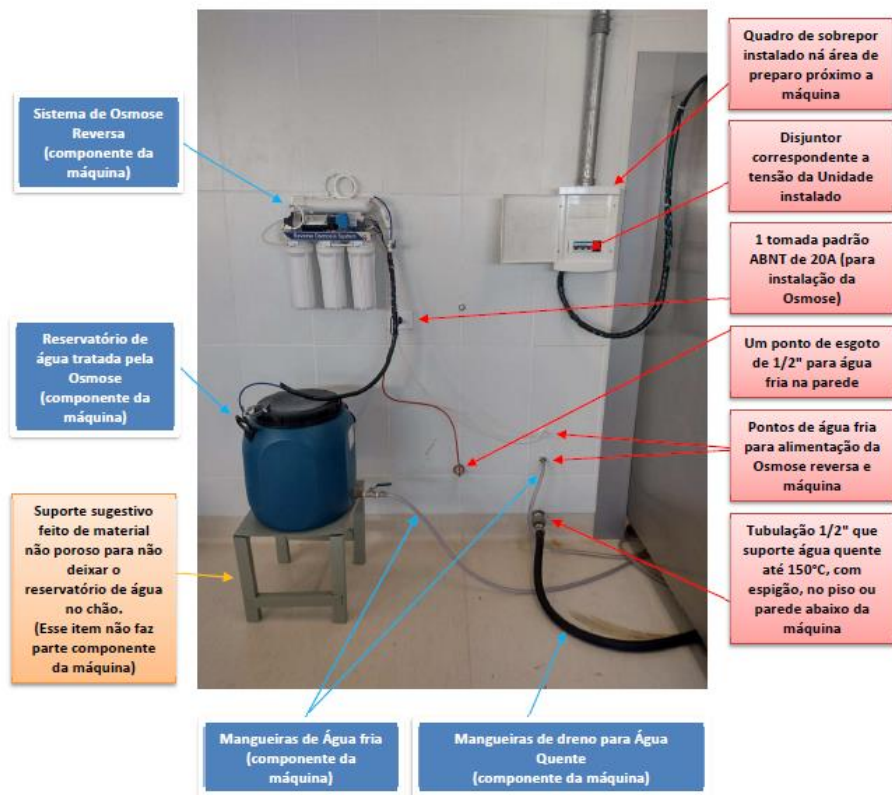 Sistema de Osmose
Reversa
(componente da
máquina)
Reservatório de
água tratada pela
Osmose
(componente da
máquina)
Suporte sugestivo
feito de material
não poroso para não
deixar o
reservatório de água
no chão.
(Esse item não faz
parte componente
da máquina)
Reverse Osmosis System
Quadro de sobrepor
instalado ná área de
preparo próximo a
máquina
Disjuntor
correspondente a
tensão da Unidade
instalado
1 tomada padrão
ABNT de 20A (para
instalação da
Osmose)
Um ponto de esgoto
de 1/2" para água
fria na parede
Pontos de água fria
para alimentação da
Osmose reversa e
máquina
Tubulação 1/2" que
suporte água quente
até 150°C, com
espigão, no piso ou
parede abaixo da
máquina
Mangueiras de Água fria
(componente da
máquina)
Mangueiras de dreno para Água
Quente
(componente da máquina)